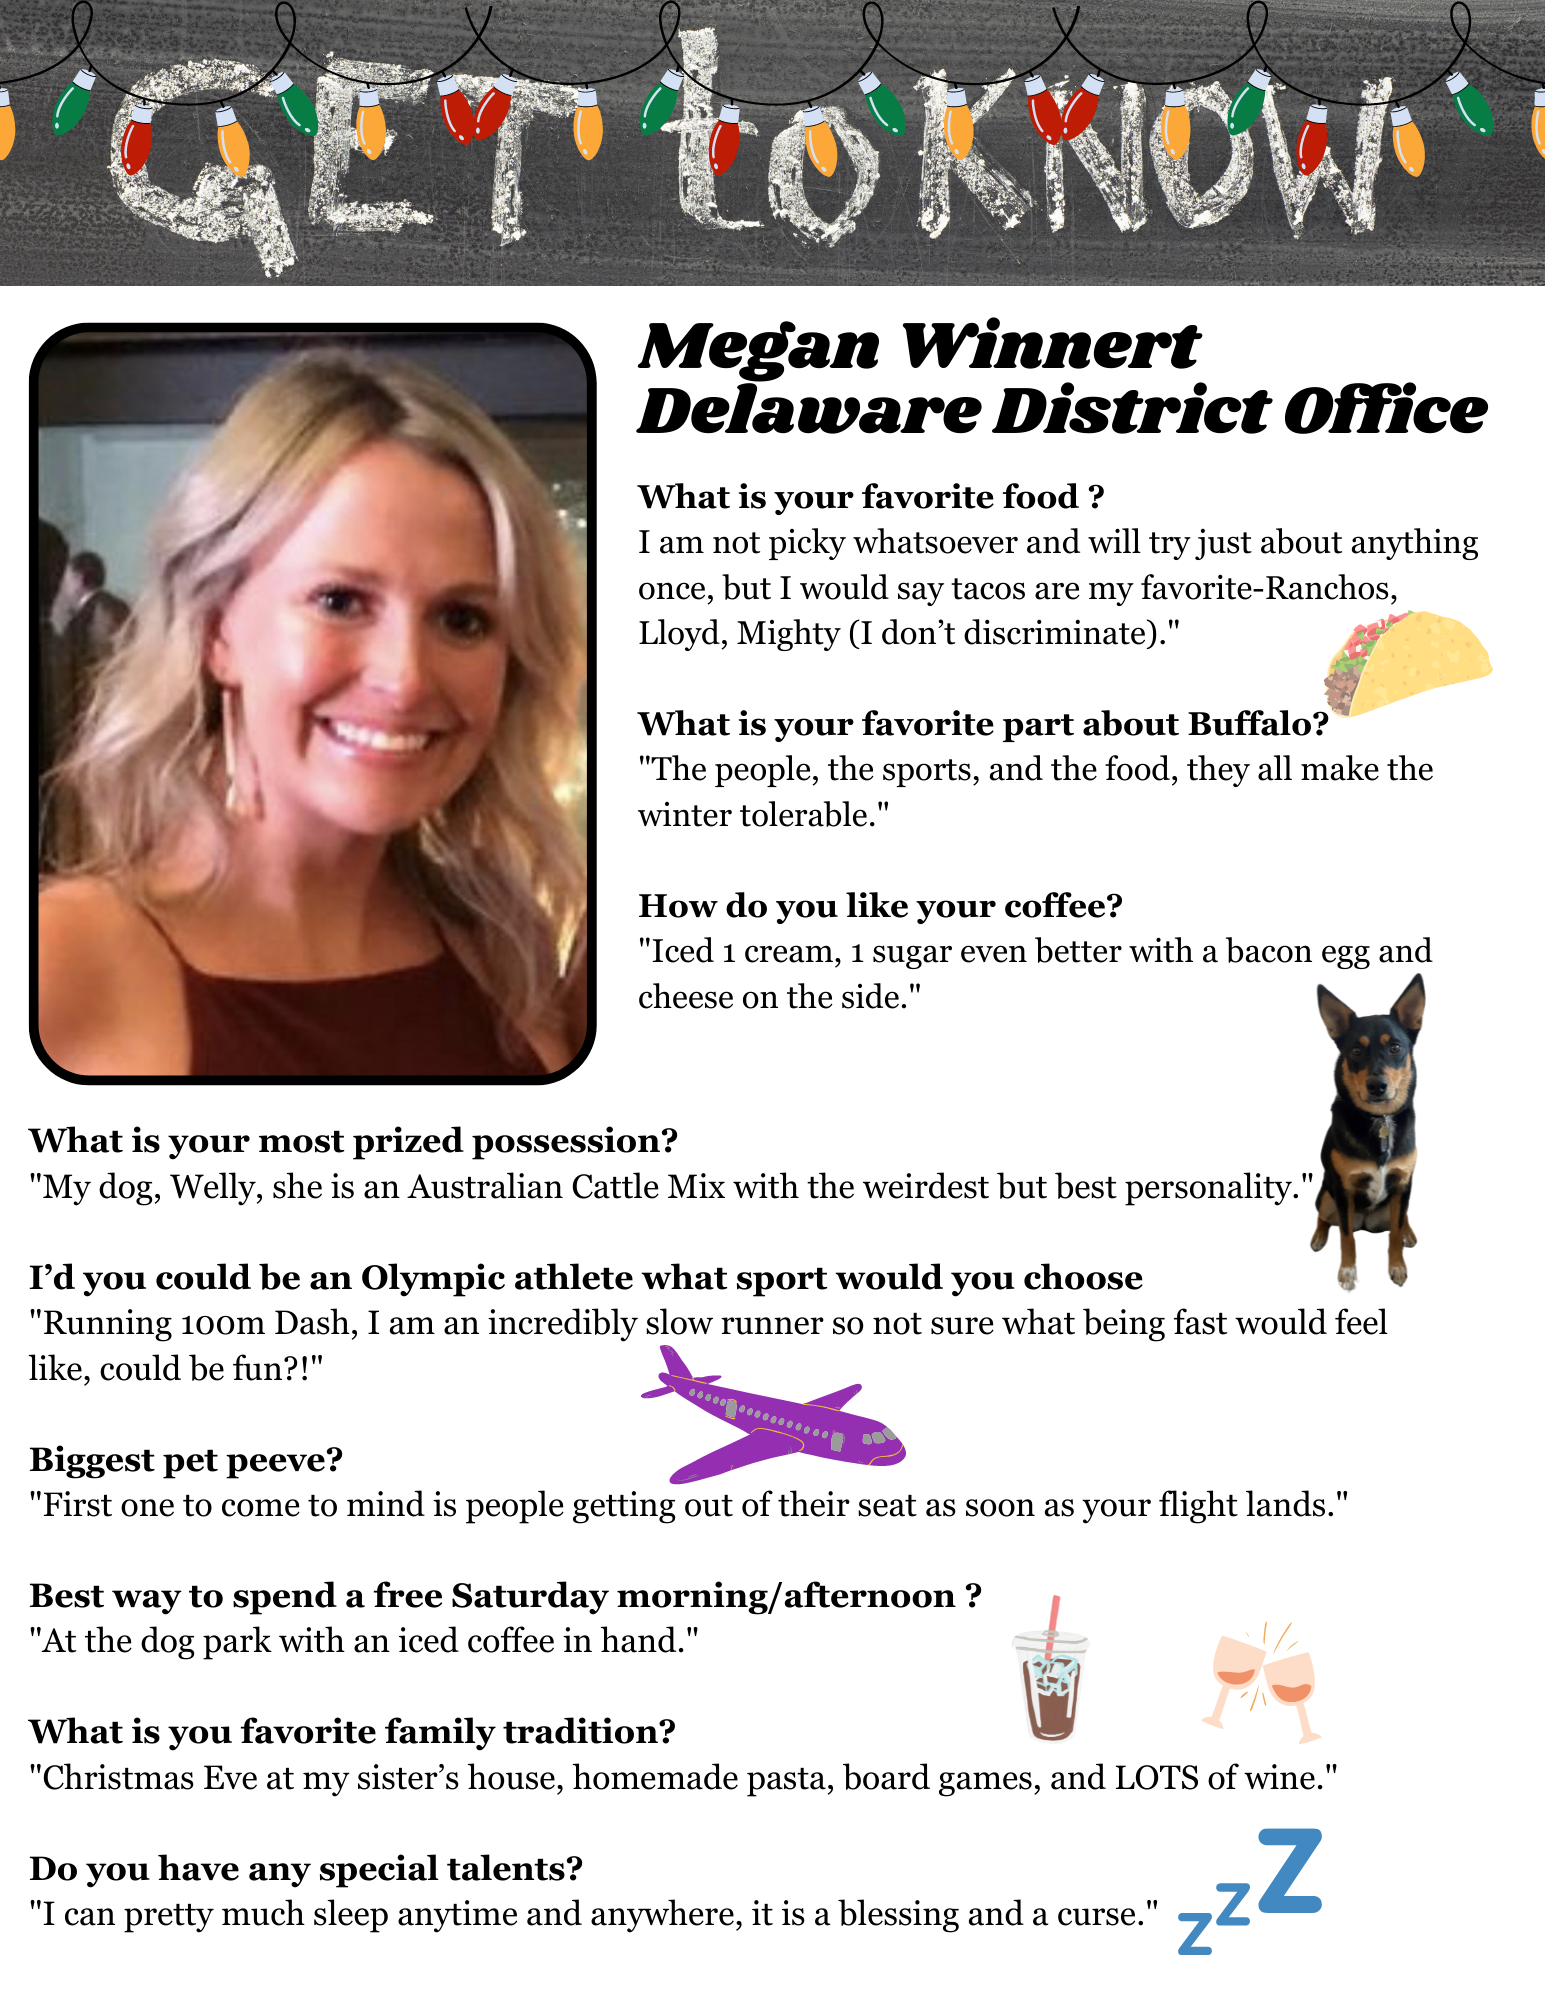 GET to KNOW
Megan Winnert
Delaware District Office
What is your favorite food ?
I am not picky whatsoever and will try just about anything
once, but I would say tacos are my favorite-Ranchos,
Lloyd, Mighty (I don’t discriminate)."
What is your favorite part about Buffalo?
"The people, the sports, and the food, they all make the
winter tolerable."
How do you like your coffee?
"Iced 1 cream, 1 sugar even better with a bacon egg and
cheese on the side."
What is your most prized possession?
"My dog, Welly, she is an Australian Cattle Mix with the weirdest but best personality."
I’d you could be an Olympic athlete what sport would you choose
"Running 100m Dash, I am an incredibly slow runner so not sure what being fast would feel
like, could be fun?!"
Biggest pet peeve?
"First one to come to mind is people getting out of their seat as soon as your flight lands."
Best way to spend a free Saturday morning/afternoon ?
"At the dog park with an iced coffee in hand."
What is you favorite family tradition?
"Christmas Eve at my sister’s house, homemade pasta, board games, and LOTS of wine."
Do you have any special talents?
"I can pretty much sleep anytime and anywhere, it is a blessing and a curse."
zzZ